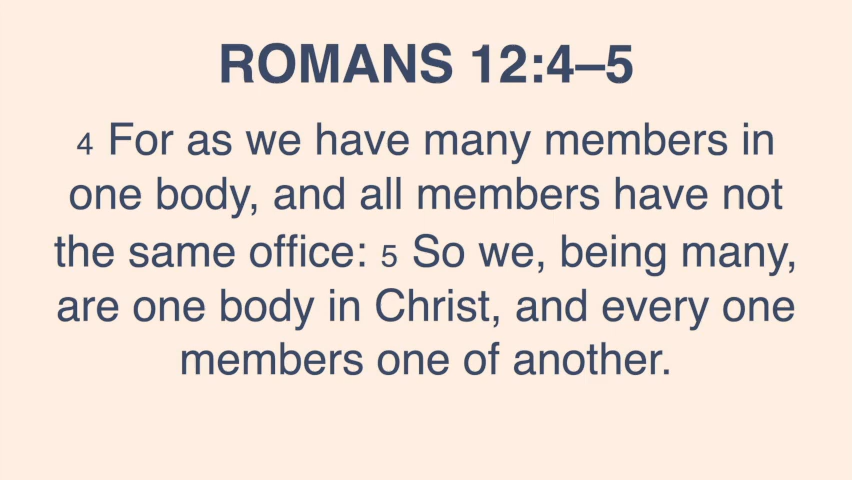 ROMANS 12:4–5
4 For as we have many members in
one body, and all members have not
the same office: 5 So we, being many,
are one body in Christ, and every one
members one of another.